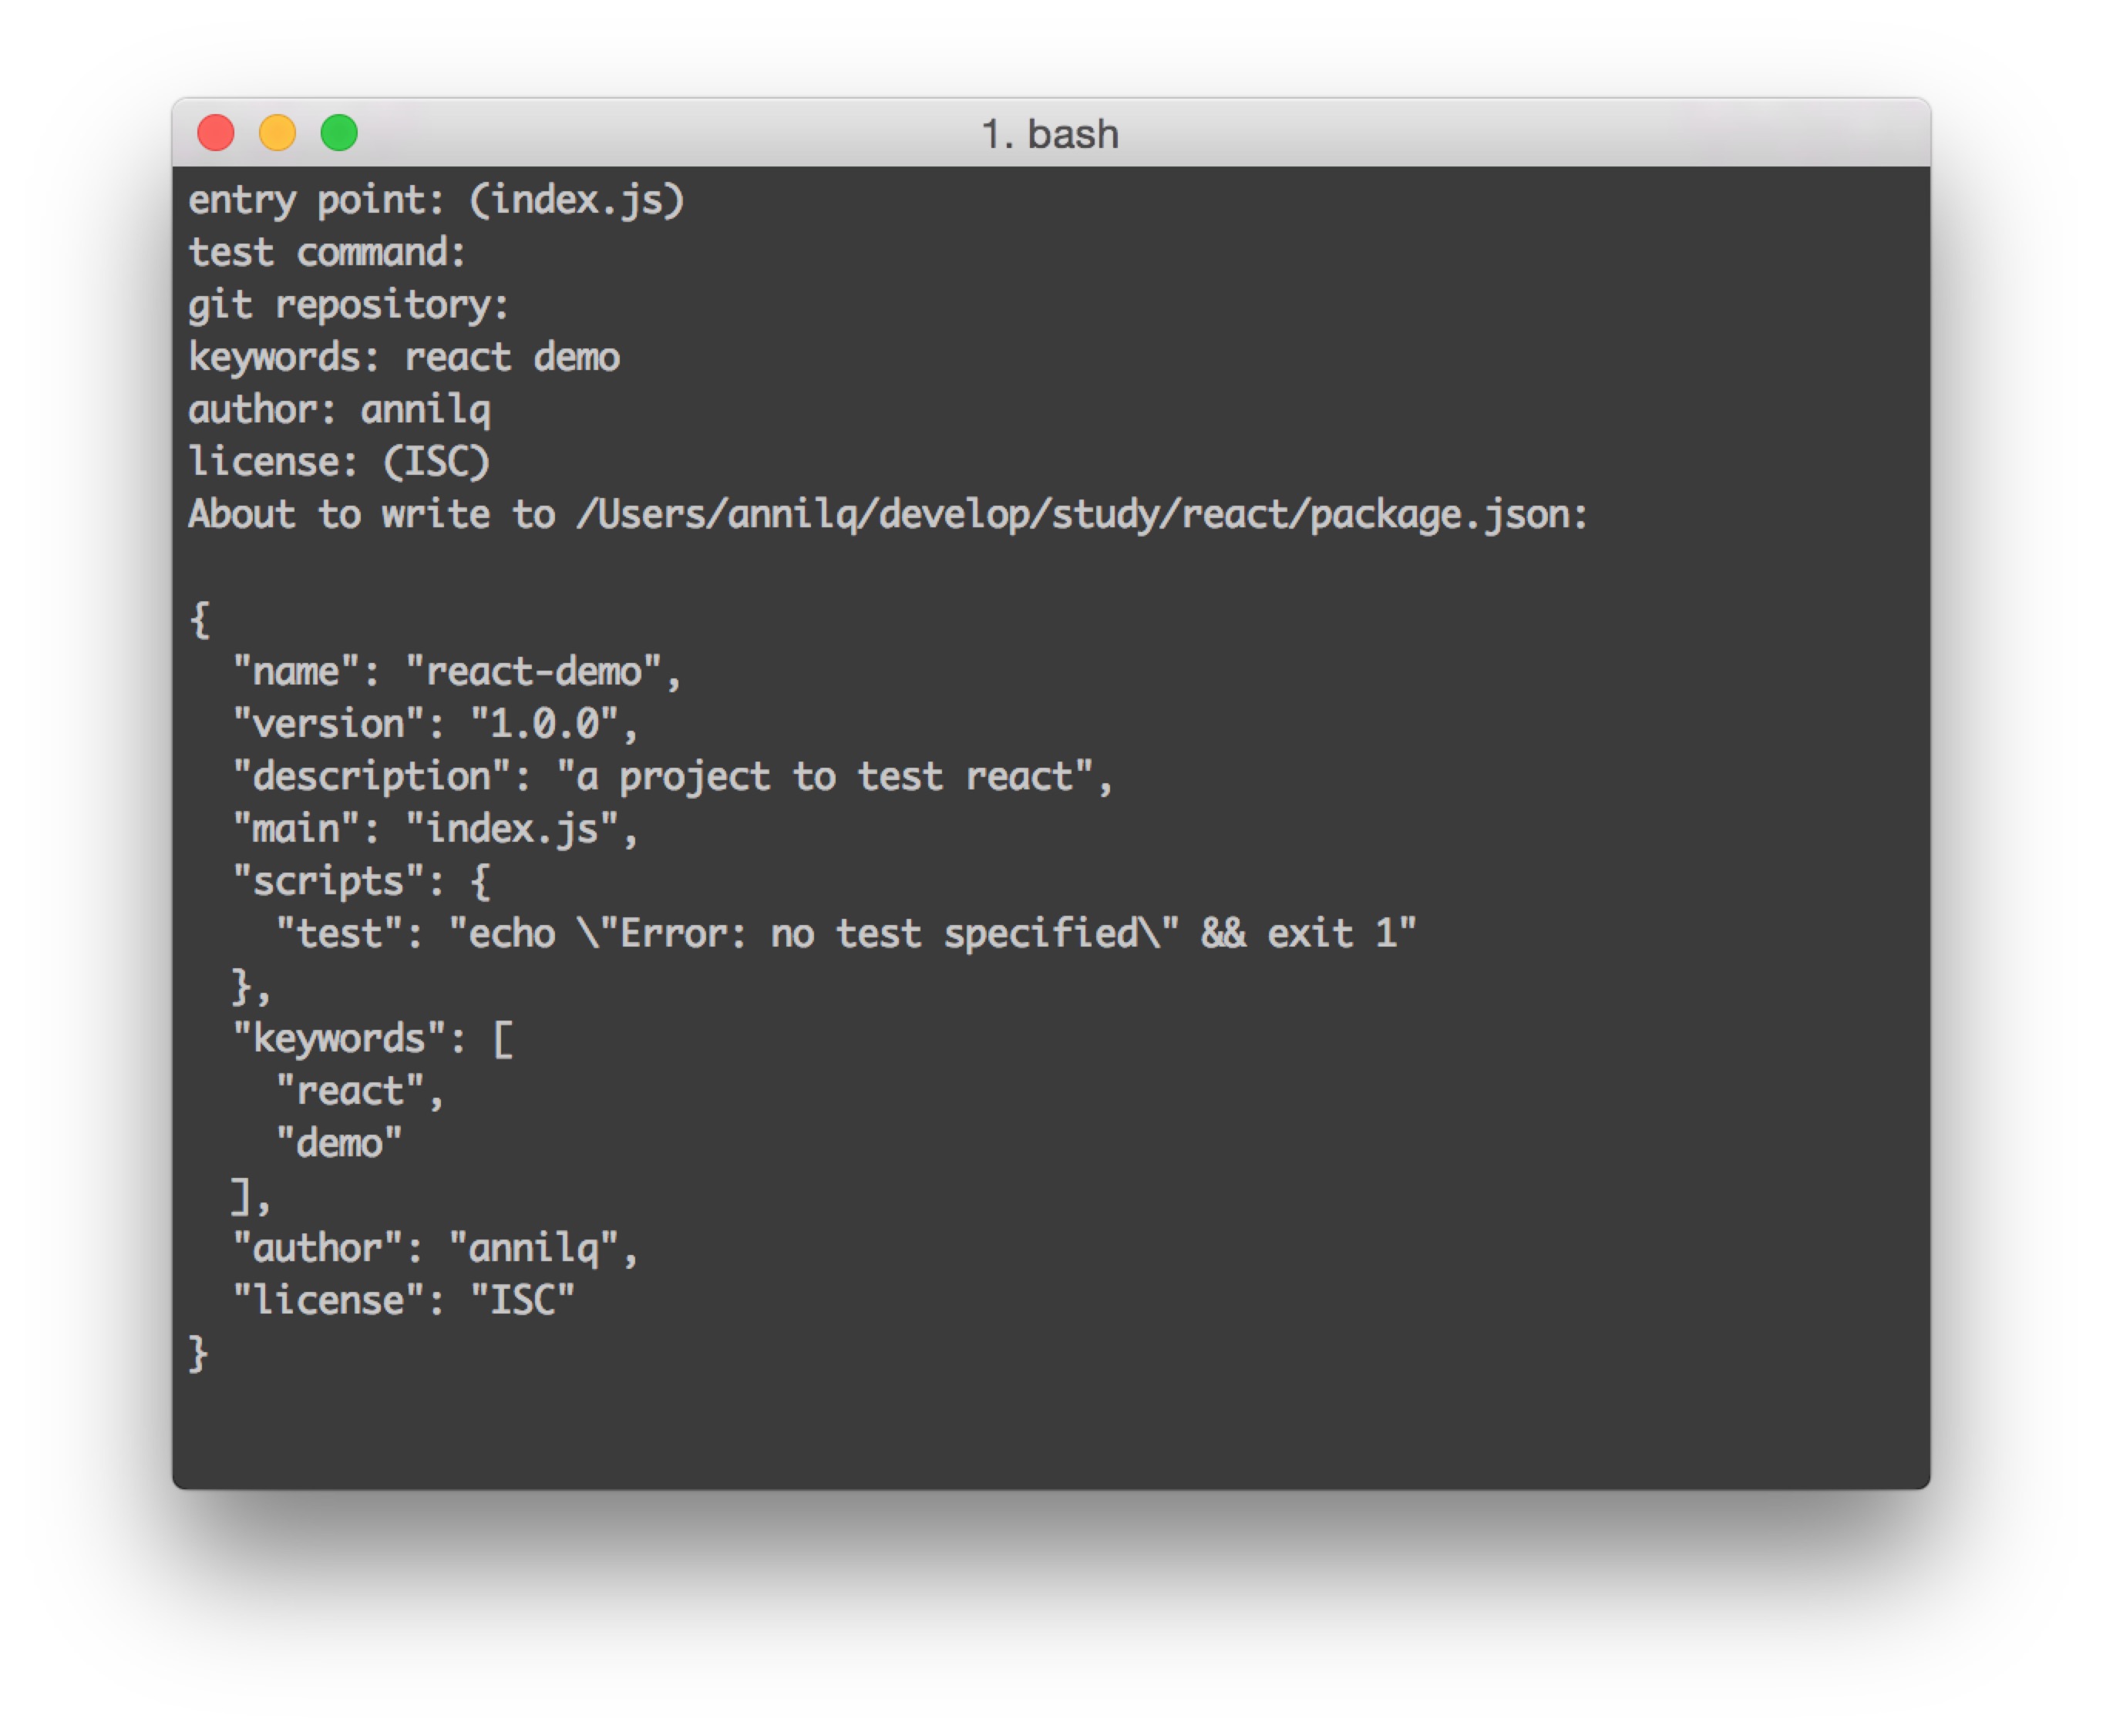 1. bash
entry point: (index.js)
test command:
git repository:
keywords: react demo
author: annilq
license: (ISC)
About to write to /Users/annilq/develop/study/react/package.json:

{
  "name": "react-demo",
  "version": "1.0.0",
  "description": "a project to test react",
  "main": "index.js",
  "scripts": {
    "test": "echo \"Error: no test specified\" && exit 1"
  },
  "keywords": [
    "react",
    "demo"
  ],
  "author": "annilq",
  "license": "ISC"
}